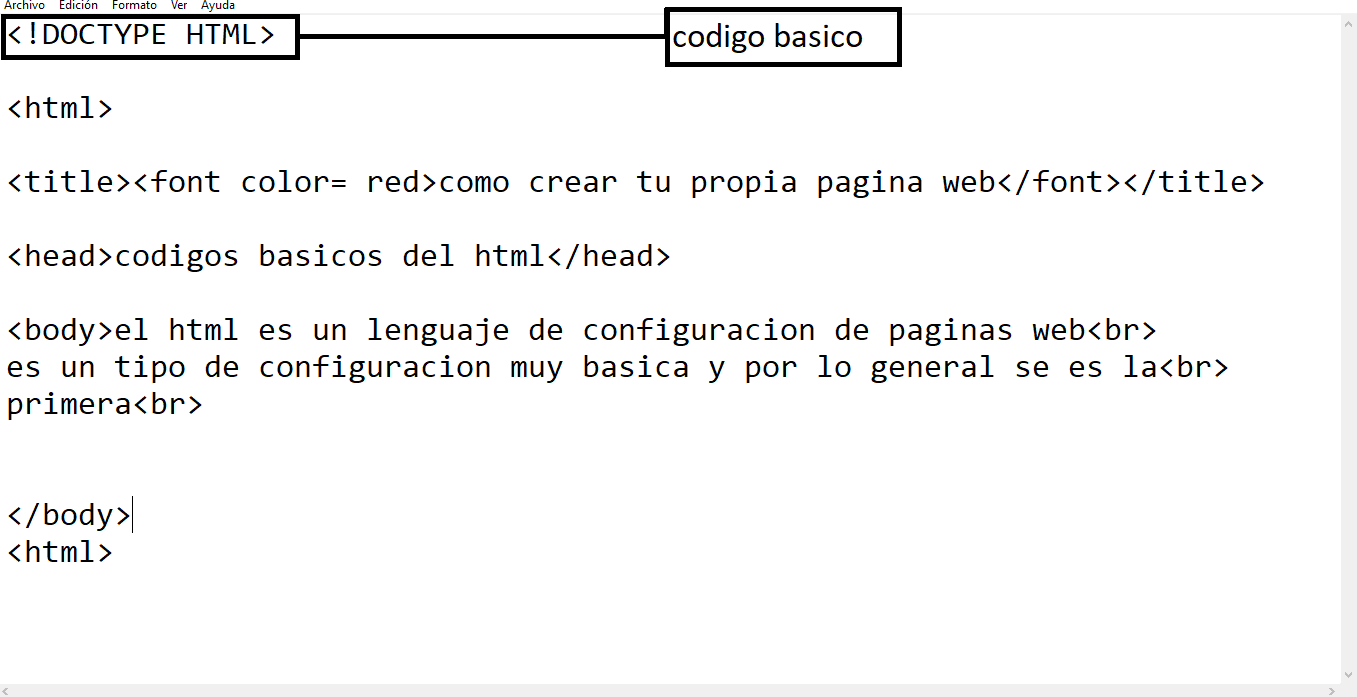 Archivo Edición Formato Ver Ayuda
<!DOCTYPE HTML> codigo basico
<html>
<title><font color= red>como crear tu propia pagina web</font></title>
<head>codigos basicos del html</head>
<body>el html es un lenguaje de configuracion de paginas web<br>
es un tipo de configuracion muy basica y por lo general se es la<br>
primera<br>
</body>
<html>